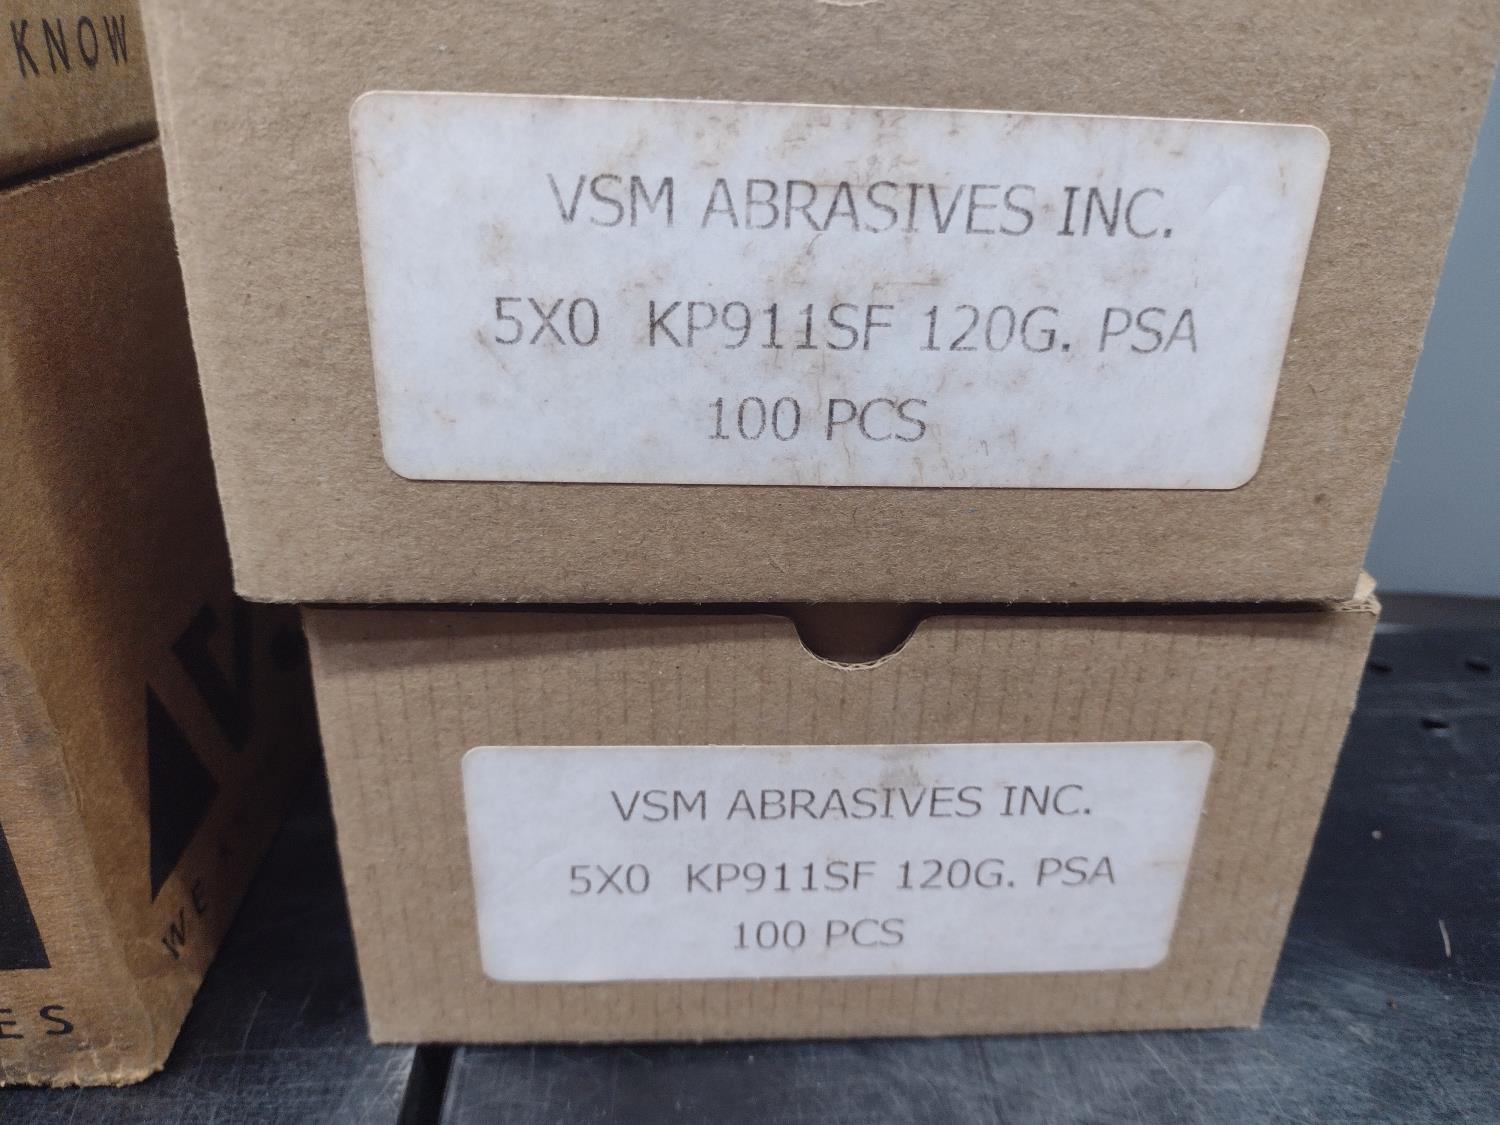 KNOW
VSM ABRASIVES INC.
5X0 KP911SF 120G. PSA
100 PCS
VSM ABRASIVES INC.
5X0 KP911SF 120G. PSA
100 PCS
WE
ES